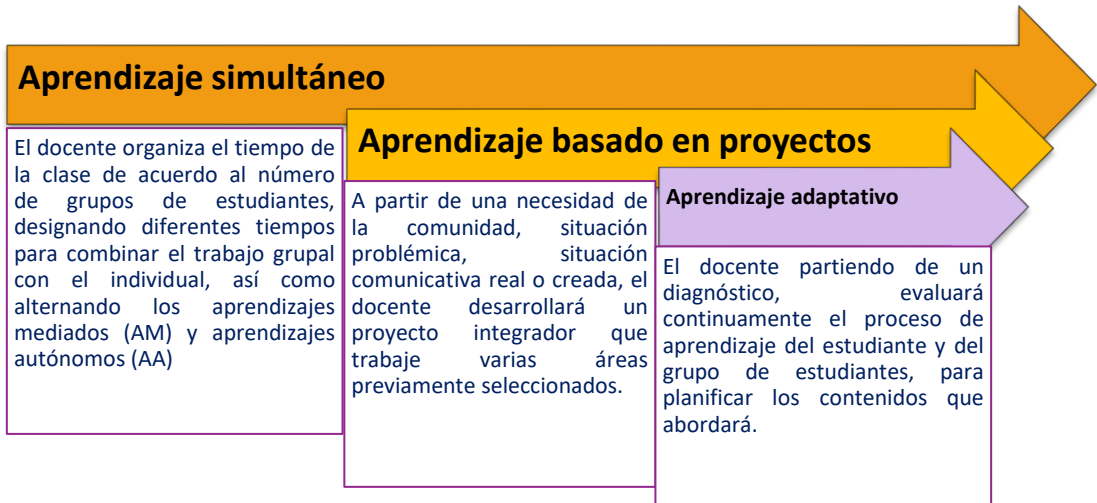 Aprendizaje simultáneo
El docente organiza el tiempo de
la clase de acuerdo al número
de grupos de estudiantes,
designando diferentes tiempos
para combinar el trabajo grupal
con el individual, así como
alternando los aprendizajes
mediados (AM) y aprendizajes
autónomos (AA)
Aprendizaje basado en proyectos
A partir de una necesidad de
la comunidad, situación
problémica, situación
comunicativa real o creada, el
docente desarrollará un
proyecto integrador que
trabaje varias áreas
previamente seleccionados.
Aprendizaje adaptativo
El docente partiendo de un
diagnóstico, evaluará
continuamente el proceso de
aprendizaje del estudiante y del
grupo de estudiantes, para
planificar los contenidos que
abordará.